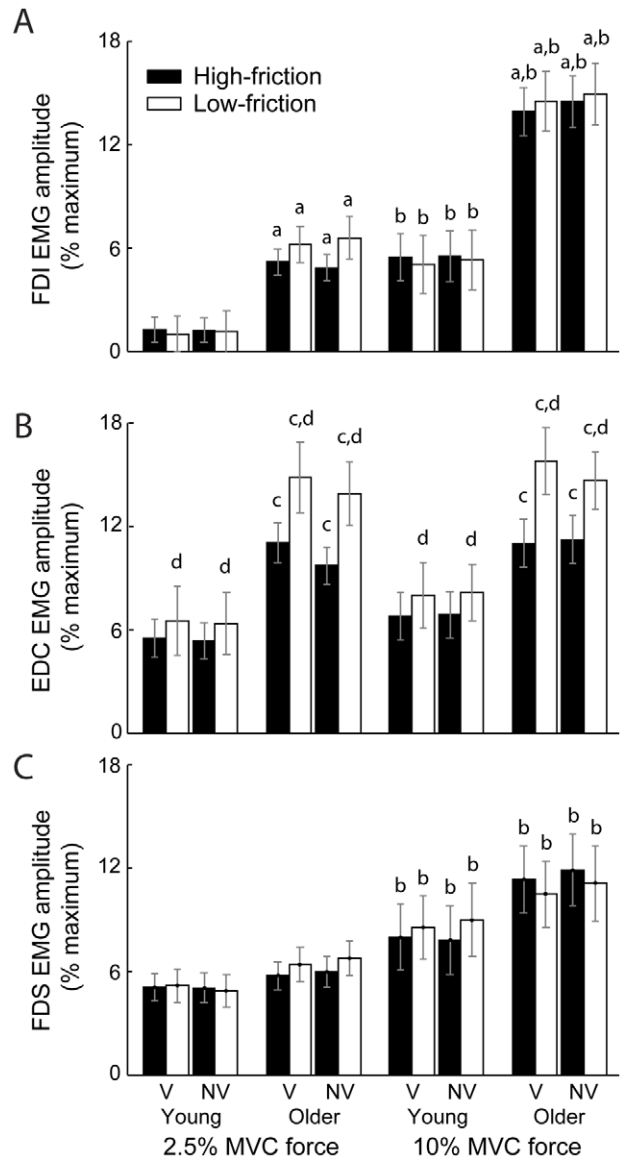 A
FDI EMG amplitude
(% maximum)
18
12
6
0
High-friction
Low-friction
a a a a
b b b b
a,b a,b a,b a,b
B
EDC EMG amplitude
(% maximum)
18
12
6
0
d d
c c,d c c,d
d d
c c,d c c,d
C
FDS EMG amplitude
(% maximum)
18
12
6
0
b b b b
b b b b
V NV V NV V NV V NV
Young Older Young Older
2.5% MVC force 10% MVC force